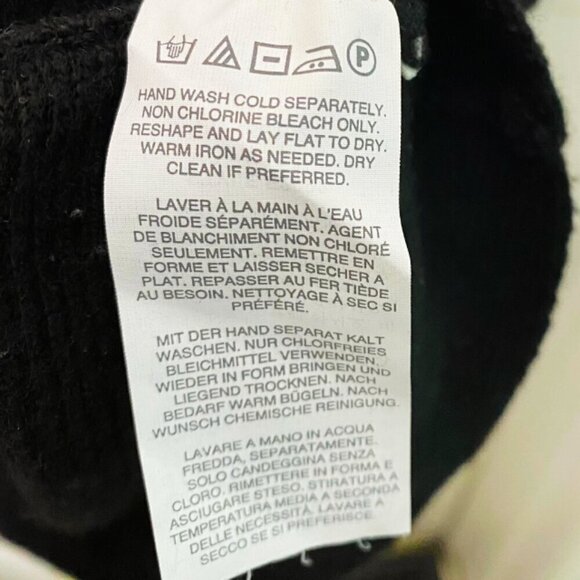 P
HAND WASH COLD SEPARATELY.
NON CHLORINE BLEACH ONLY.
RESHAPE AND LAY FLAT TO DRY.
WARM IRON AS NEEDED. DRY
CLEAN IF PREFERRED.
LAVER À LA MAIN À L'EAU
FROIDE SÉPARÉMENT. AGENT
DE BLANCHIMENT NON CHLORÉ
SEULEMENT. REMETTRE EN
FORME ET LAISSER SECHER A
PLAT. REPASSER AU FER TIÈDE
AU BESOIN. NETTOYAGE À SEC SI
PRÉFÉRÉ.
MIT DER HAND SEPARAT KALT
WASCHEN. NUR CHLORFREIES
BLEICHMITTEL VERWENDEN.
WIEDER IN FORM BRINGEN UND
LIEGEND TROCKNEN. NACH
BEDARF WARM BÜGELN. NACH
WUNSCH CHEMISCHE REINIGUNG.
LAVARE A MANO IN ACQUA
FREDDA, SEPARATAMENTE.
SOLO CANDEGGINA SENZA
CLORO. RIMETTERE IN FORMA E
ASCIUGARE STESO. STIRATURA A
TEMPERATURA MEDIA A SECONDA
DELLE NECESSITÀ. LAVARE A
SECCO SE SI PREFERISCE.